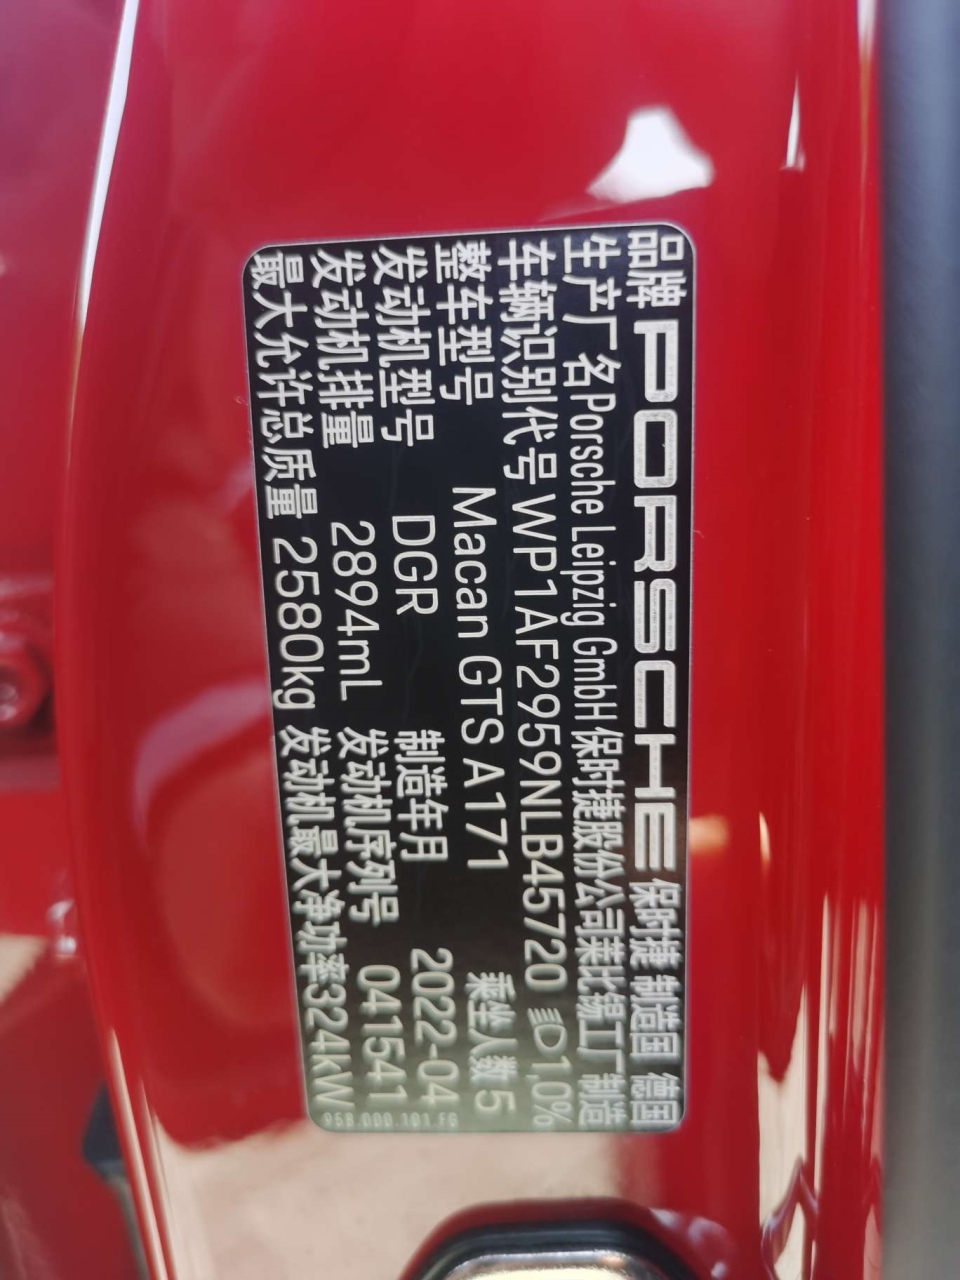 品牌 PORSCHE 保时捷 制造国 德国
生产厂名 Porsche Leipzig GmbH 保时捷股份公司莱比锡工厂制造
车辆识别代号 WP1AF2959NLB45720 1,0%
整车型号 Macan GTS A171 乘坐人数 5
发动机型号 DGR 制造年月 2022-04
发动机排量 2894mL 发动机序列号 041541
最大允许总质量 2580kg 发动机最大净功率 324KW
95B.000.101.FG